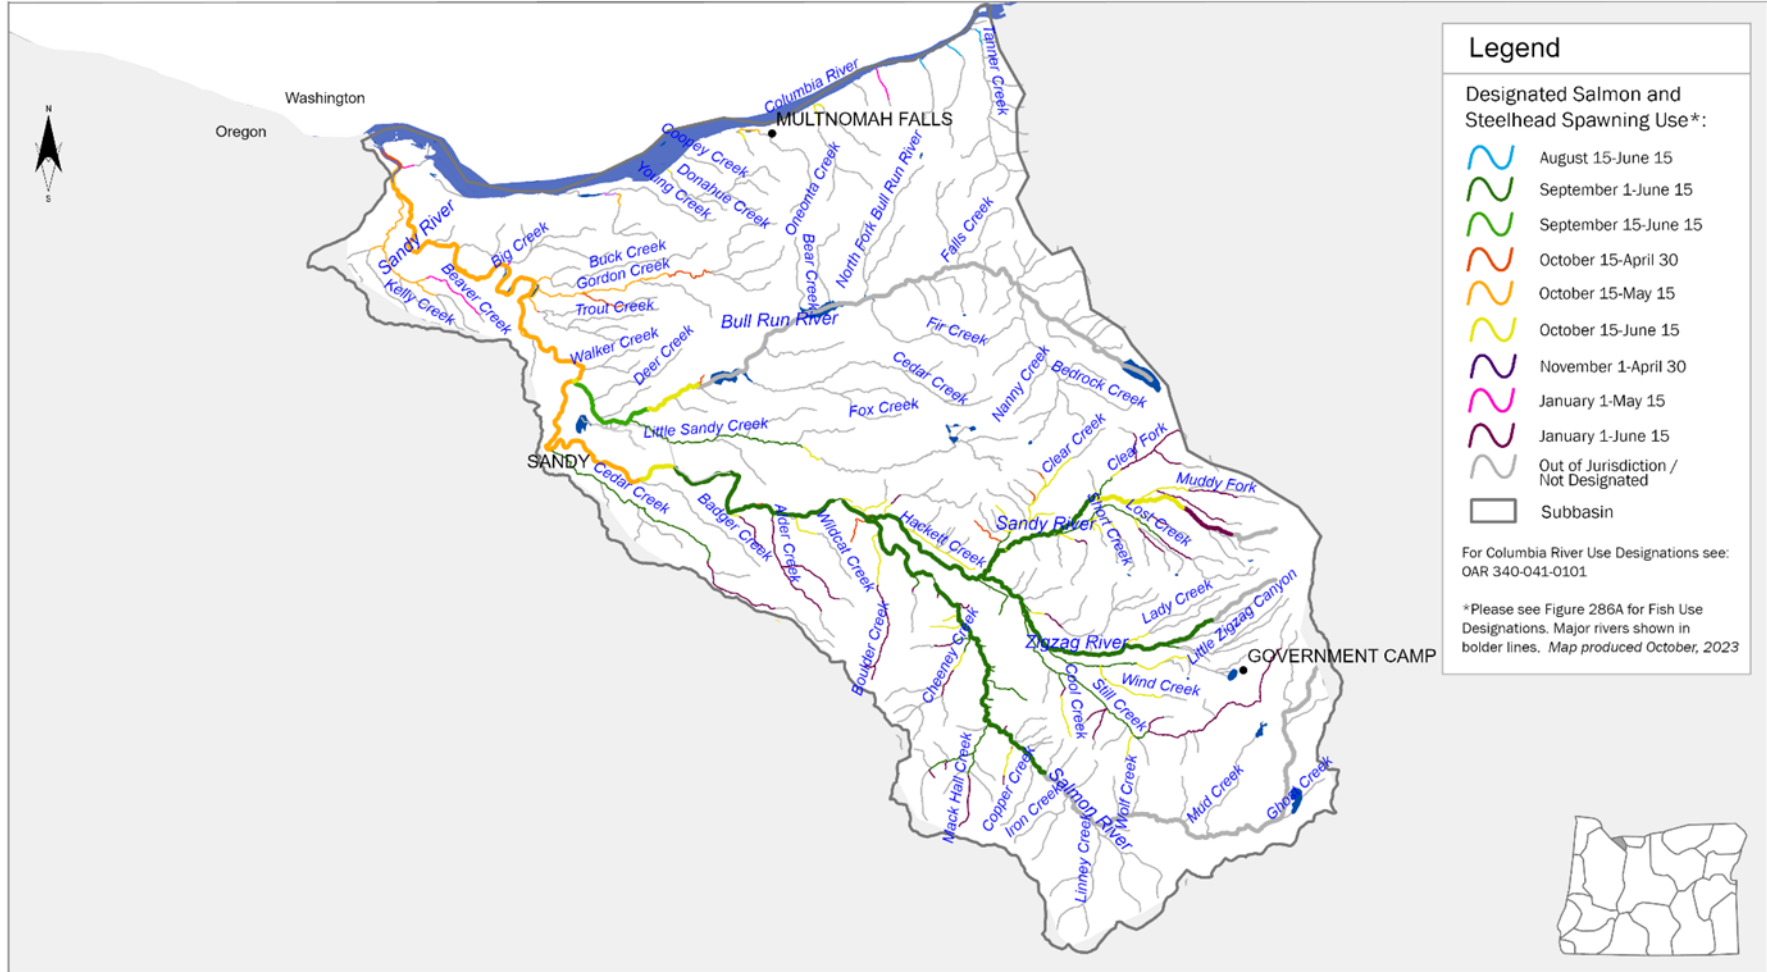 Washington
Oregon
Columbia River
Tanner Creek
MULTNOMAH FALLS
Coopey Creek
Donahue Creek
Young Creek
Oneonta Creek
North Fork Bull Run River
Falls Creek
Bear Creek
Sandy River
Big Creek
Buck Creek
Gordon Creek
Trout Creek
Beaver Creek
Kelly Creek
Bull Run River
Walker Creek
Deer Creek
Fir Creek
Cedar Creek
Nanny Creek
Bedrock Creek
Fox Creek
Little Sandy Creek
Clear Creek
Clear Fork
SANDY
Cedar Creek
Muddy Fork
Badger Creek
Alder Creek
Wildcat Creek
Hackett Creek
Sandy River
Short Creek
Lost Creek
Lady Creek
Little Zigzag Canyon
Boulder Creek
Cheeney Creek
Zigzag River
GOVERNMENT CAMP
Cool Creek
Still Creek
Wind Creek
Mack Hall Creek
Copper Creek
Iron Creek
Salmon River
Wolf Creek
Mud Creek
Ghost Creek
Linney Creek
N
S
Legend
Designated Salmon and
Steelhead Spawning Use*:
August 15-June 15
September 1-June 15
September 15-June 15
October 15-April 30
October 15-May 15
October 15-June 15
November 1-April 30
January 1-May 15
January 1-June 15
Out of Jurisdiction /
Not Designated
Subbasin
For Columbia River Use Designations see:
OAR 340-041-0101
*Please see Figure 286A for Fish Use
Designations. Major rivers shown in
bolder lines. Map produced October, 2023